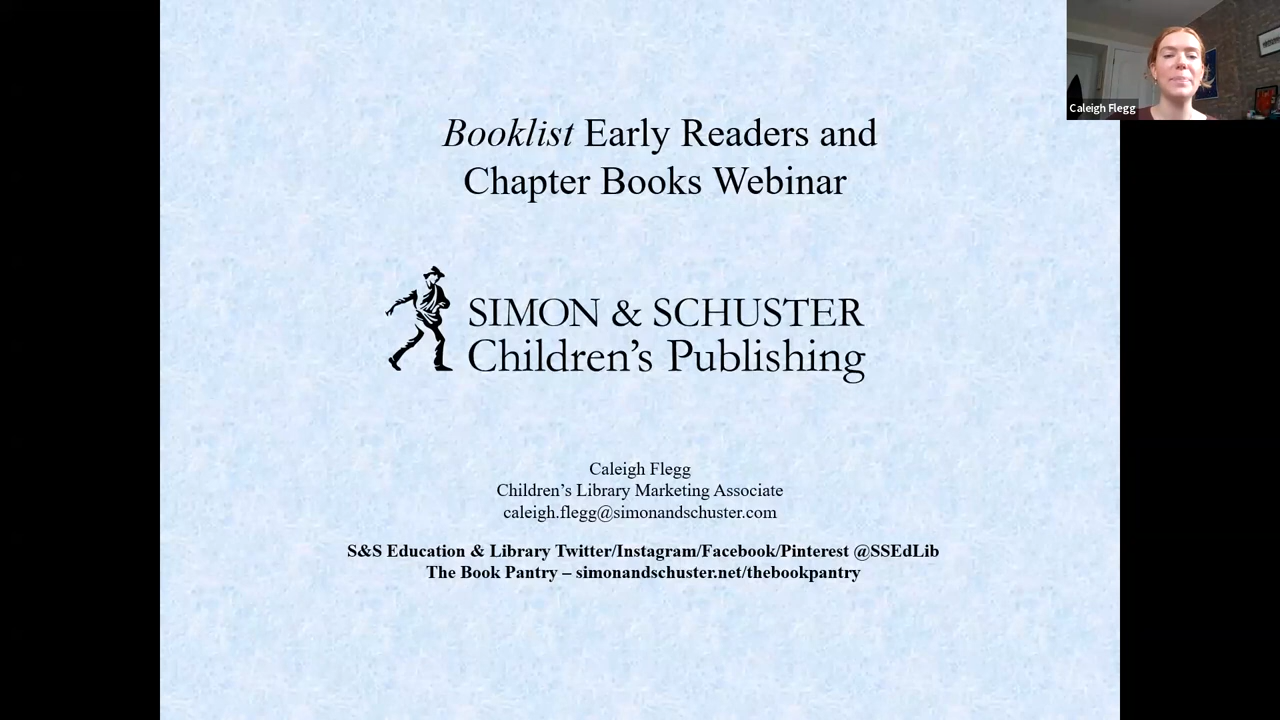 Booklist Early Readers and
Chapter Books Webinar
SIMON & SCHUSTER
Children’s Publishing
Caleigh Flegg
Children’s Library Marketing Associate
caleigh.flegg@simonandschuster.com
S&S Education & Library Twitter/Instagram/Facebook/Pinterest @SSEdLib
The Book Pantry – simonandschuster.net/thebookpantry
Caleigh Flegg